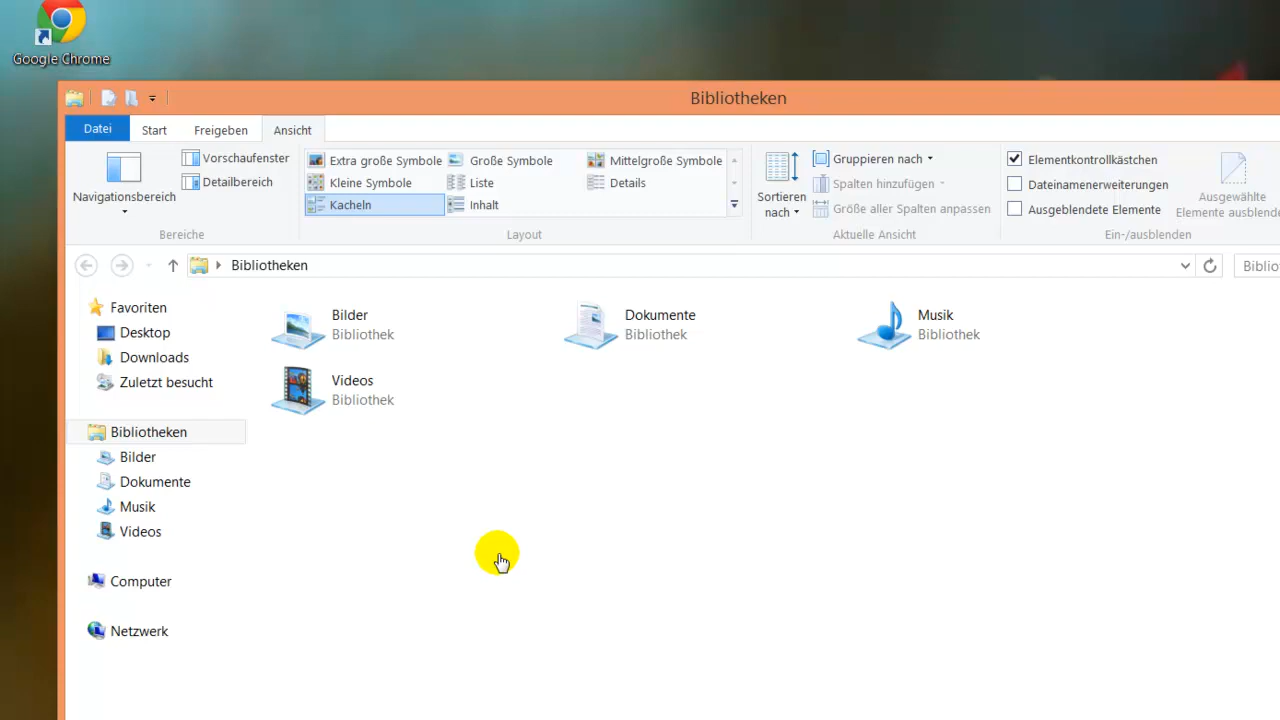 Google Chrome
Bibliotheken
Datei
Start
Freigeben
Ansicht
Navigationsbereich
Vorschaufenster
Detailbereich
Bereiche
Extra große Symbole
Große Symbole
Mittelgroße Symbole
Kleine Symbole
Liste
Details
Kacheln
Inhalt
Layout
Sortieren
nach
Gruppieren nach
Spalten hinzufügen
Größe aller Spalten anpassen
Aktuelle Ansicht
Elementkontrollkästchen
Dateinamenerweiterungen
Ausgeblendete Elemente
Ausgewählte
Elemente ausblende
Ein-/ausblenden
Bibliotheken
Biblio
Favoriten
Desktop
Downloads
Zuletzt besucht
Bibliotheken
Bilder
Dokumente
Musik
Videos
Computer
Netzwerk
Bilder
Bibliothek
Dokumente
Bibliothek
Musik
Bibliothek
Videos
Bibliothek